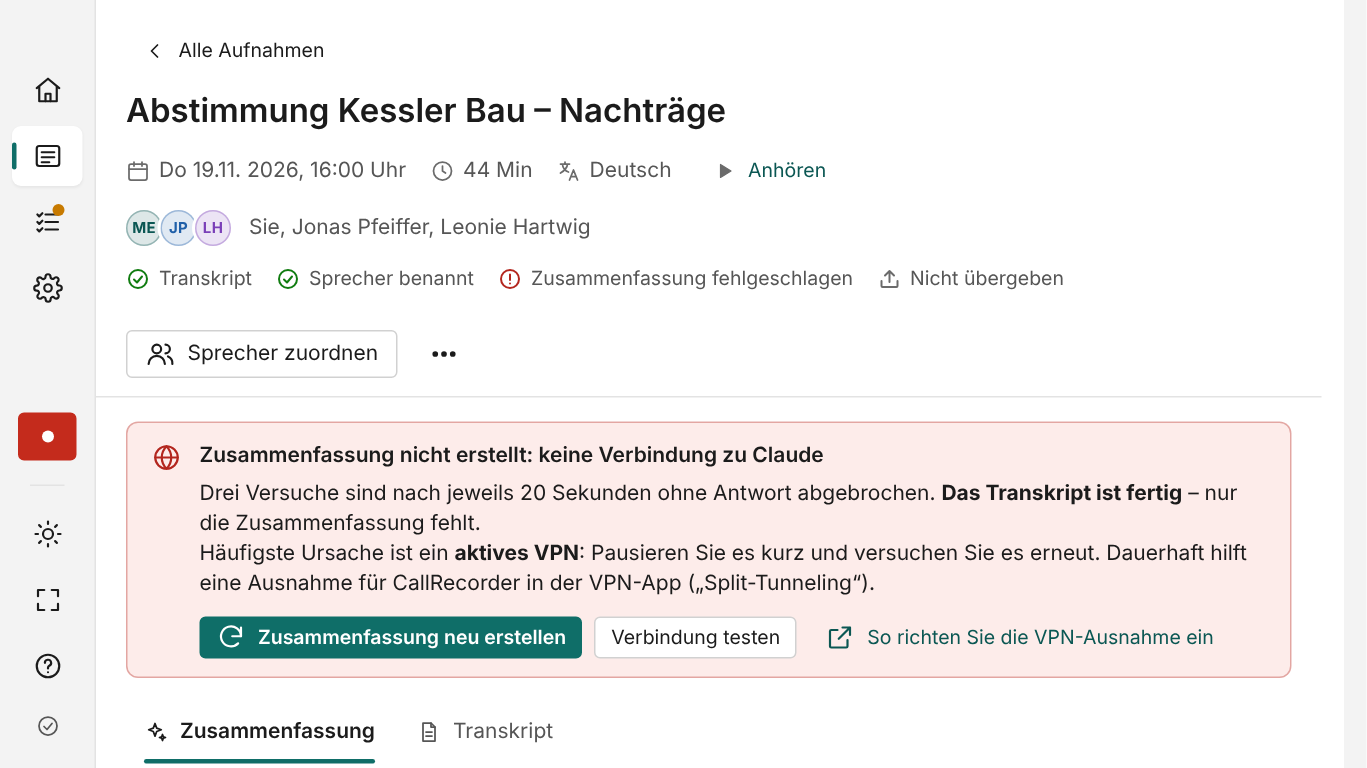 Alle Aufnahmen
Abstimmung Kessler Bau – Nachträge
Do 19.11. 2026, 16:00 Uhr 44 Min Deutsch Anhören
ME JP LH Sie, Jonas Pfeiffer, Leonie Hartwig
Transkript Sprecher benannt Zusammenfassung fehlgeschlagen Nicht übergeben
Sprecher zuordnen
Zusammenfassung nicht erstellt: keine Verbindung zu Claude
Drei Versuche sind nach jeweils 20 Sekunden ohne Antwort abgebrochen. Das Transkript ist fertig – nur
die Zusammenfassung fehlt.
Häufigste Ursache ist ein aktives VPN: Pausieren Sie es kurz und versuchen Sie es erneut. Dauerhaft hilft
eine Ausnahme für CallRecorder in der VPN-App („Split-Tunneling“).
Zusammenfassung neu erstellen Verbindung testen So richten Sie die VPN-Ausnahme ein
Zusammenfassung Transkript